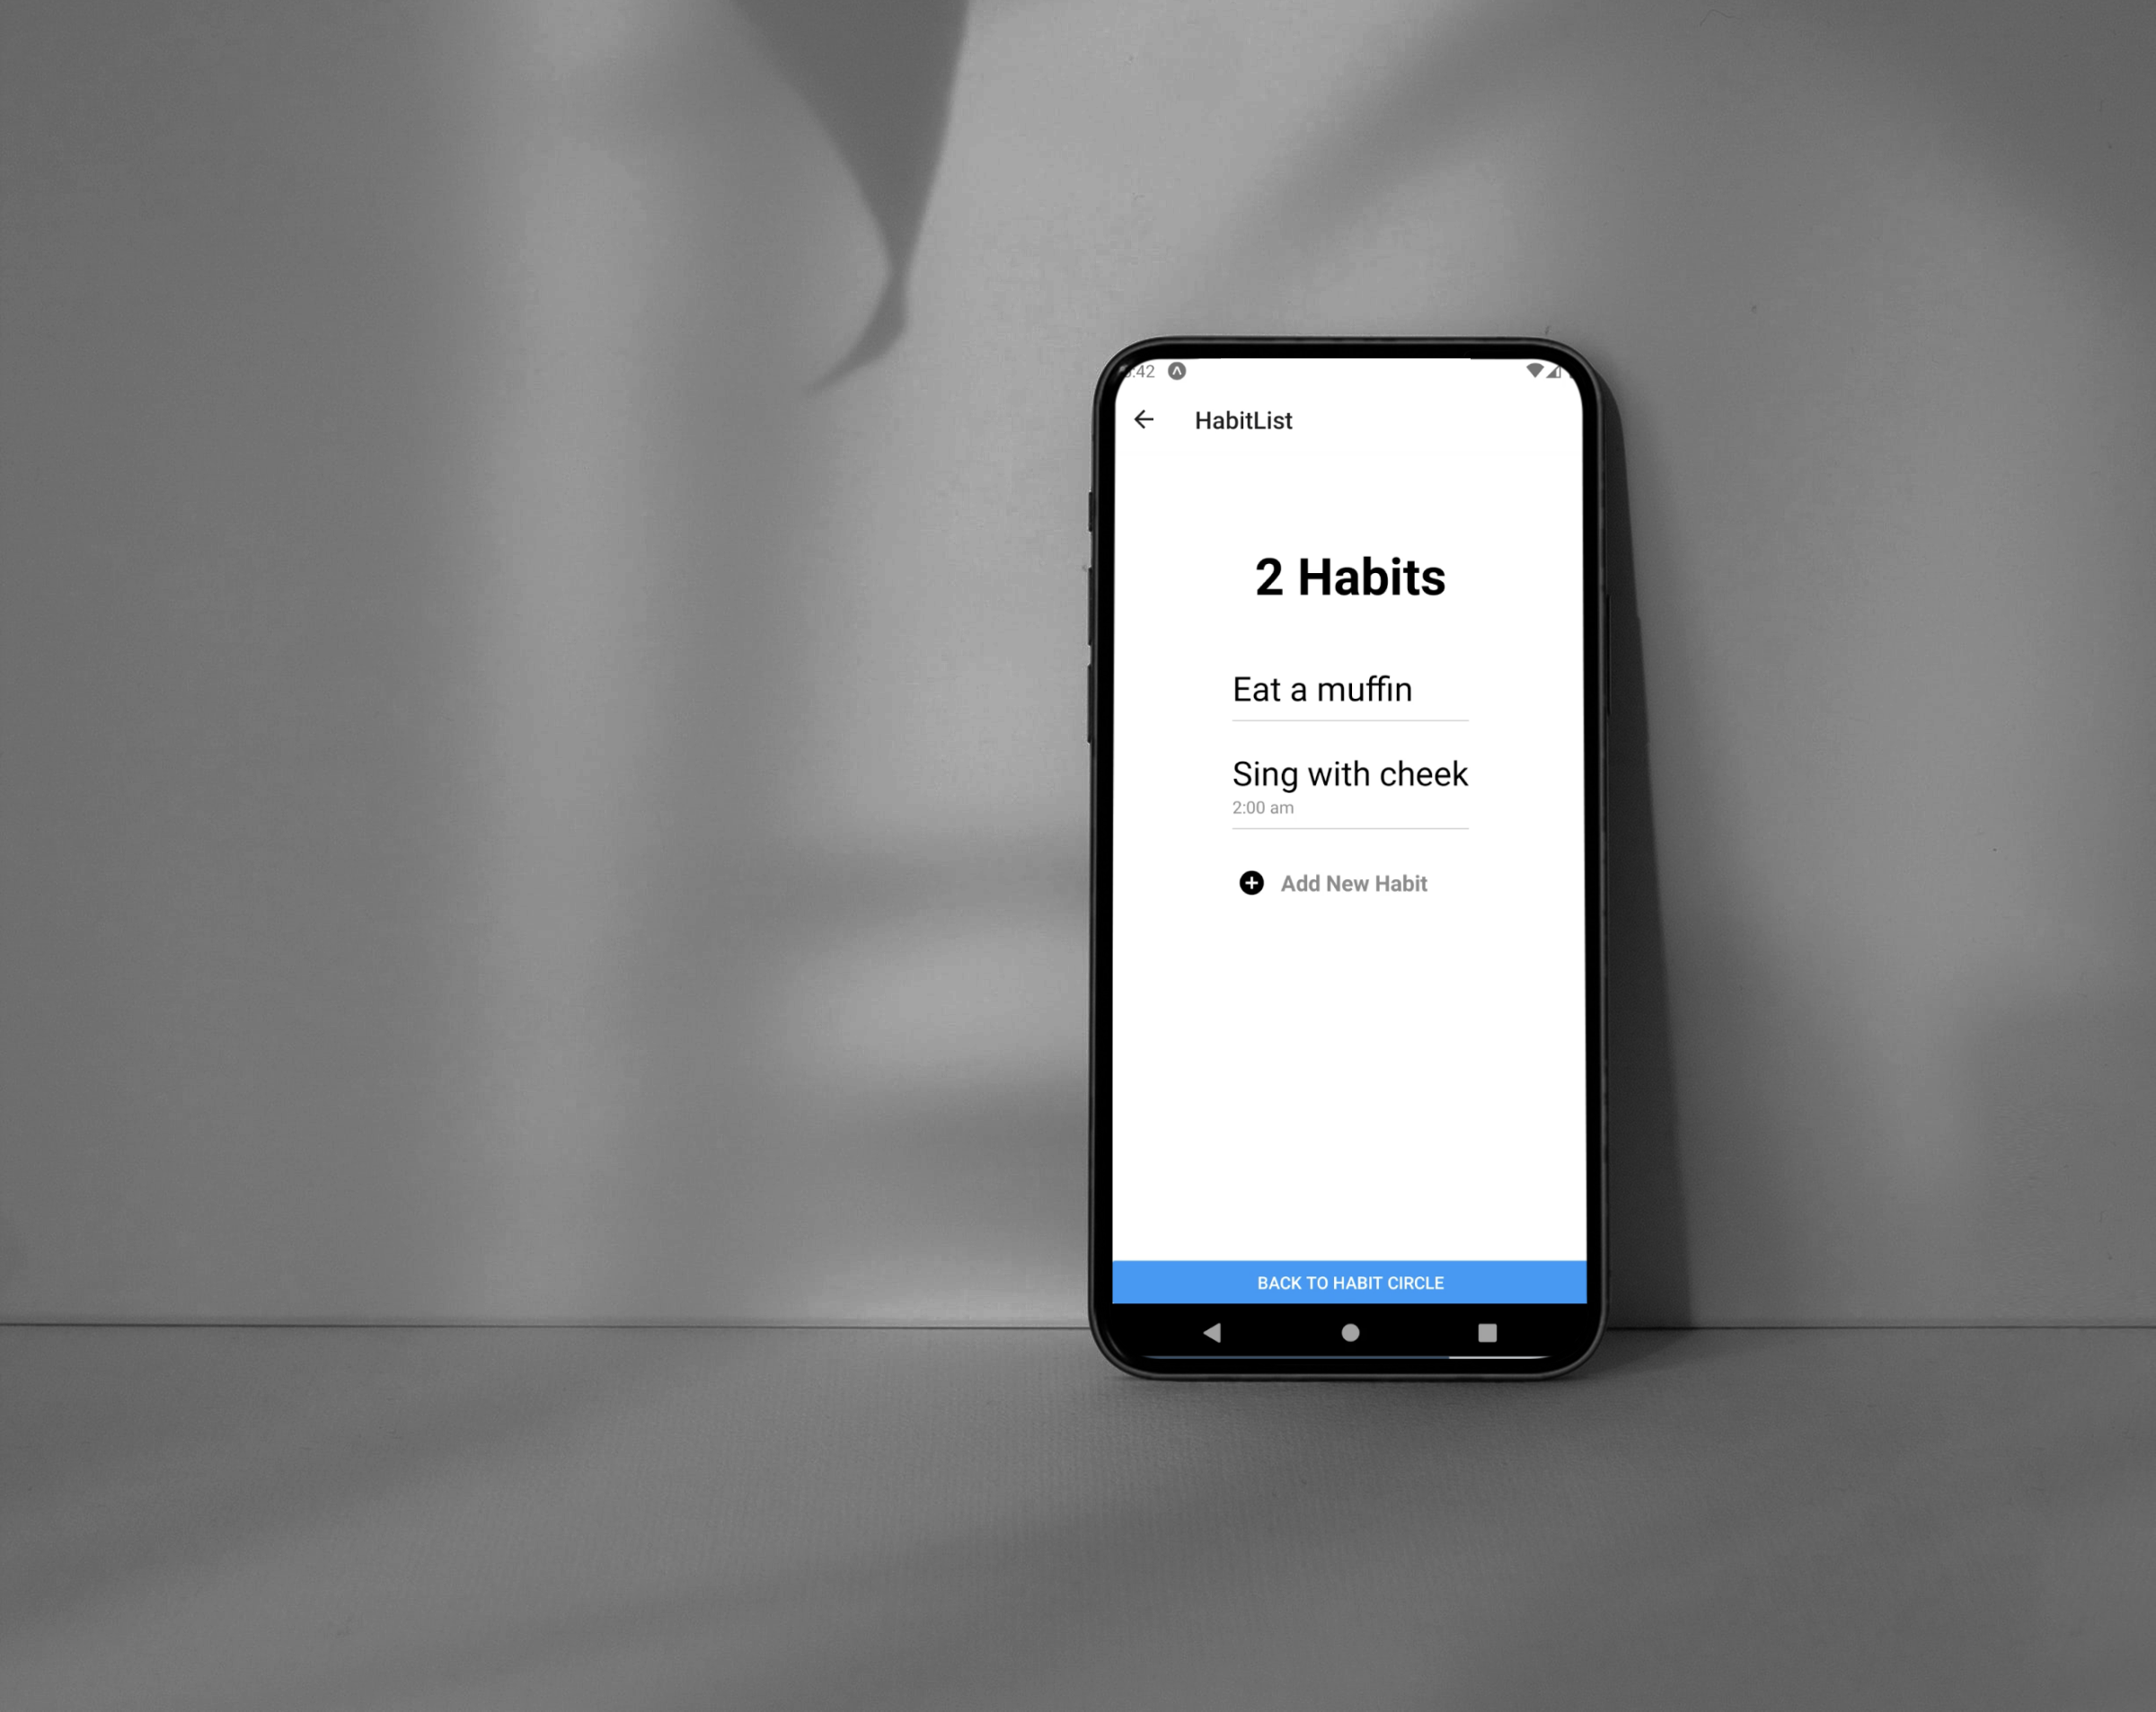 :42
HabitList
2 Habits
Eat a muffin
Sing with cheek
2:00 am
Add New Habit
BACK TO HABIT CIRCLE